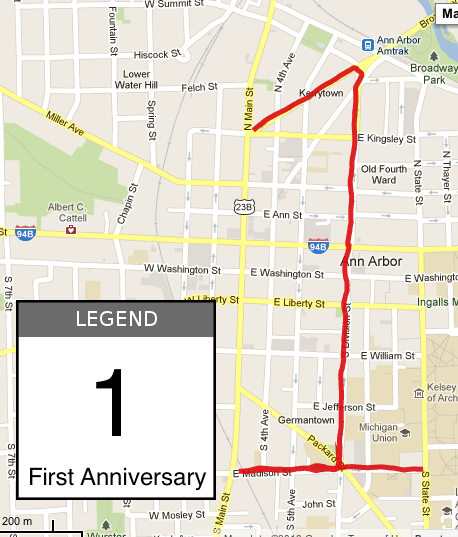 W Summit St
Ma
Broa
Fountain St
N 4th Ave
Ann Arbor
Amtrak
Hiscock St
Broadway
Park
Lower
Water Hill
Felch St
Kerrytown
N Main St
Miller Ave
Spring St
E Kingsley St
Old Fourth
Ward
N State St
N Thayer St
Chapin St
Albert C.
Cattell
23B
E Ann St
St
94B
94B
Ann Arbor
W Washington St
E Washington St
E Washingto
S 7th St
W Liberty St
E Liberty St
Ingalls M
LEGEND
1
First Anniversary
S Division St
E William St
Kelsey
of Arch
E Jefferson St
S 4th Ave
Germantown
Michigan
Union
Packard
S 7th St
E Madison St
S Main St
S State St
W Mosley St
S 5th Ave
John St
200 m
Wurster